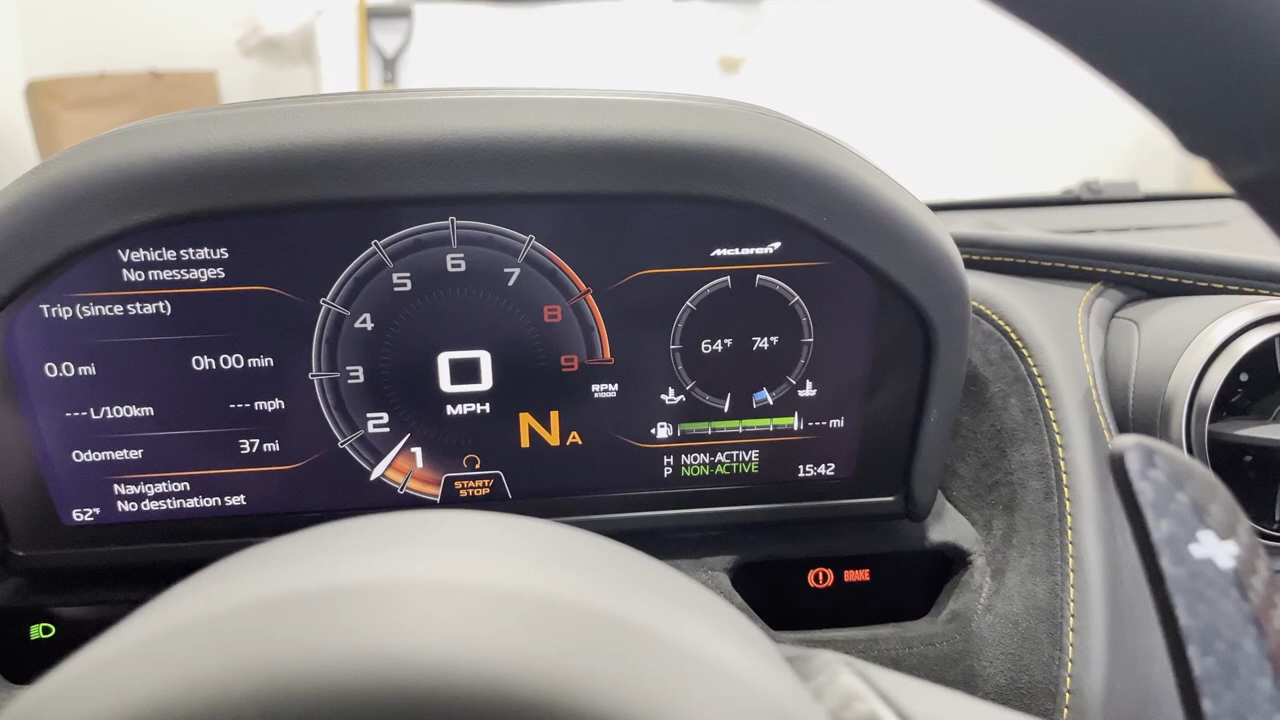 Vehicle status
No messages
Trip (since start)
0.0 mi 0h 00 min
--- L/100km --- mph
Odometer 37 mi
Navigation
62°F No destination set
1
2
3
4
5
6
7
8
9
RPM
X1000
0
MPH
N A
START/
STOP
McLaren
64°F 74°F
--- mi
H NON-ACTIVE
P NON-ACTIVE
15:42
BRAKE